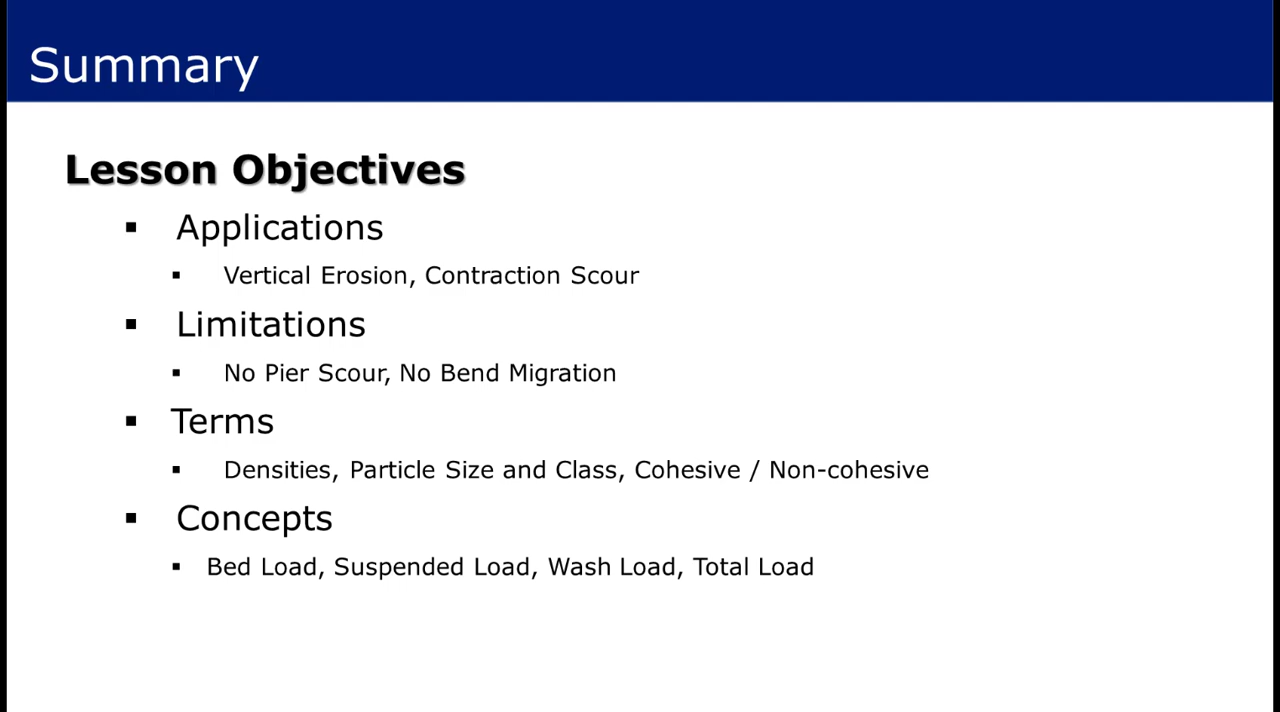 Summary
Lesson Objectives
▪ Applications
▪ Vertical Erosion, Contraction Scour
▪ Limitations
▪ No Pier Scour, No Bend Migration
▪ Terms
▪ Densities, Particle Size and Class, Cohesive / Non-cohesive
▪ Concepts
▪ Bed Load, Suspended Load, Wash Load, Total Load